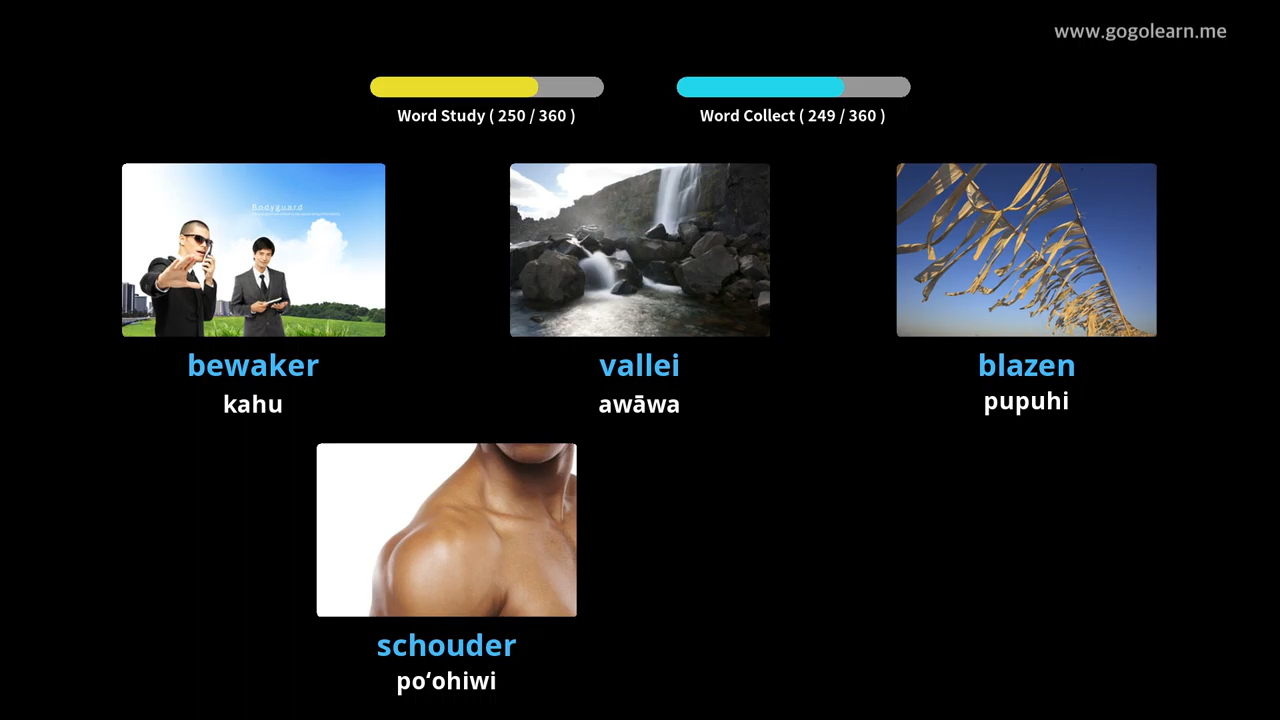 www.gogolearn.me
Word Study ( 250 / 360 )
Word Collect ( 249 / 360 )
Bodyguard
bewaker
vallei
blazen
kahu
awāwa
pupuhi
schouder
poʻohiwi